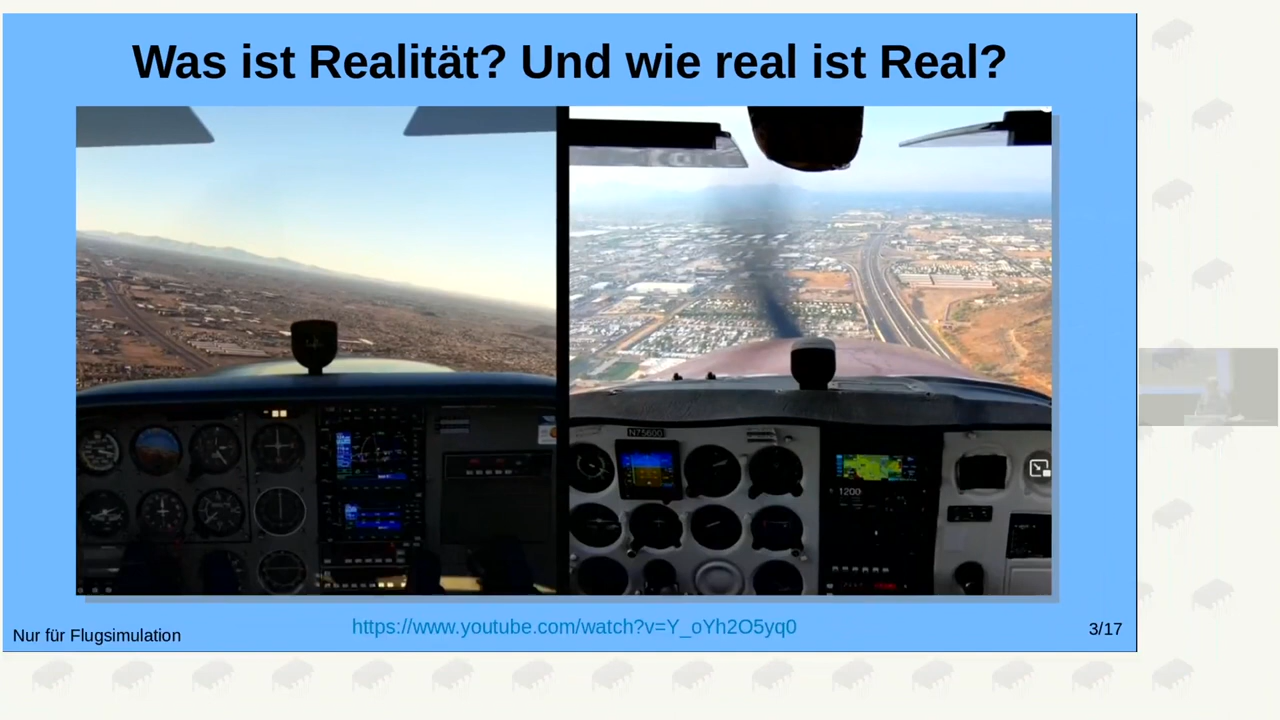 Was ist Realität? Und wie real ist Real?
N75600
1200
https://www.youtube.com/watch?v=Y_oYh2O5yq0
Nur für Flugsimulation
3/17